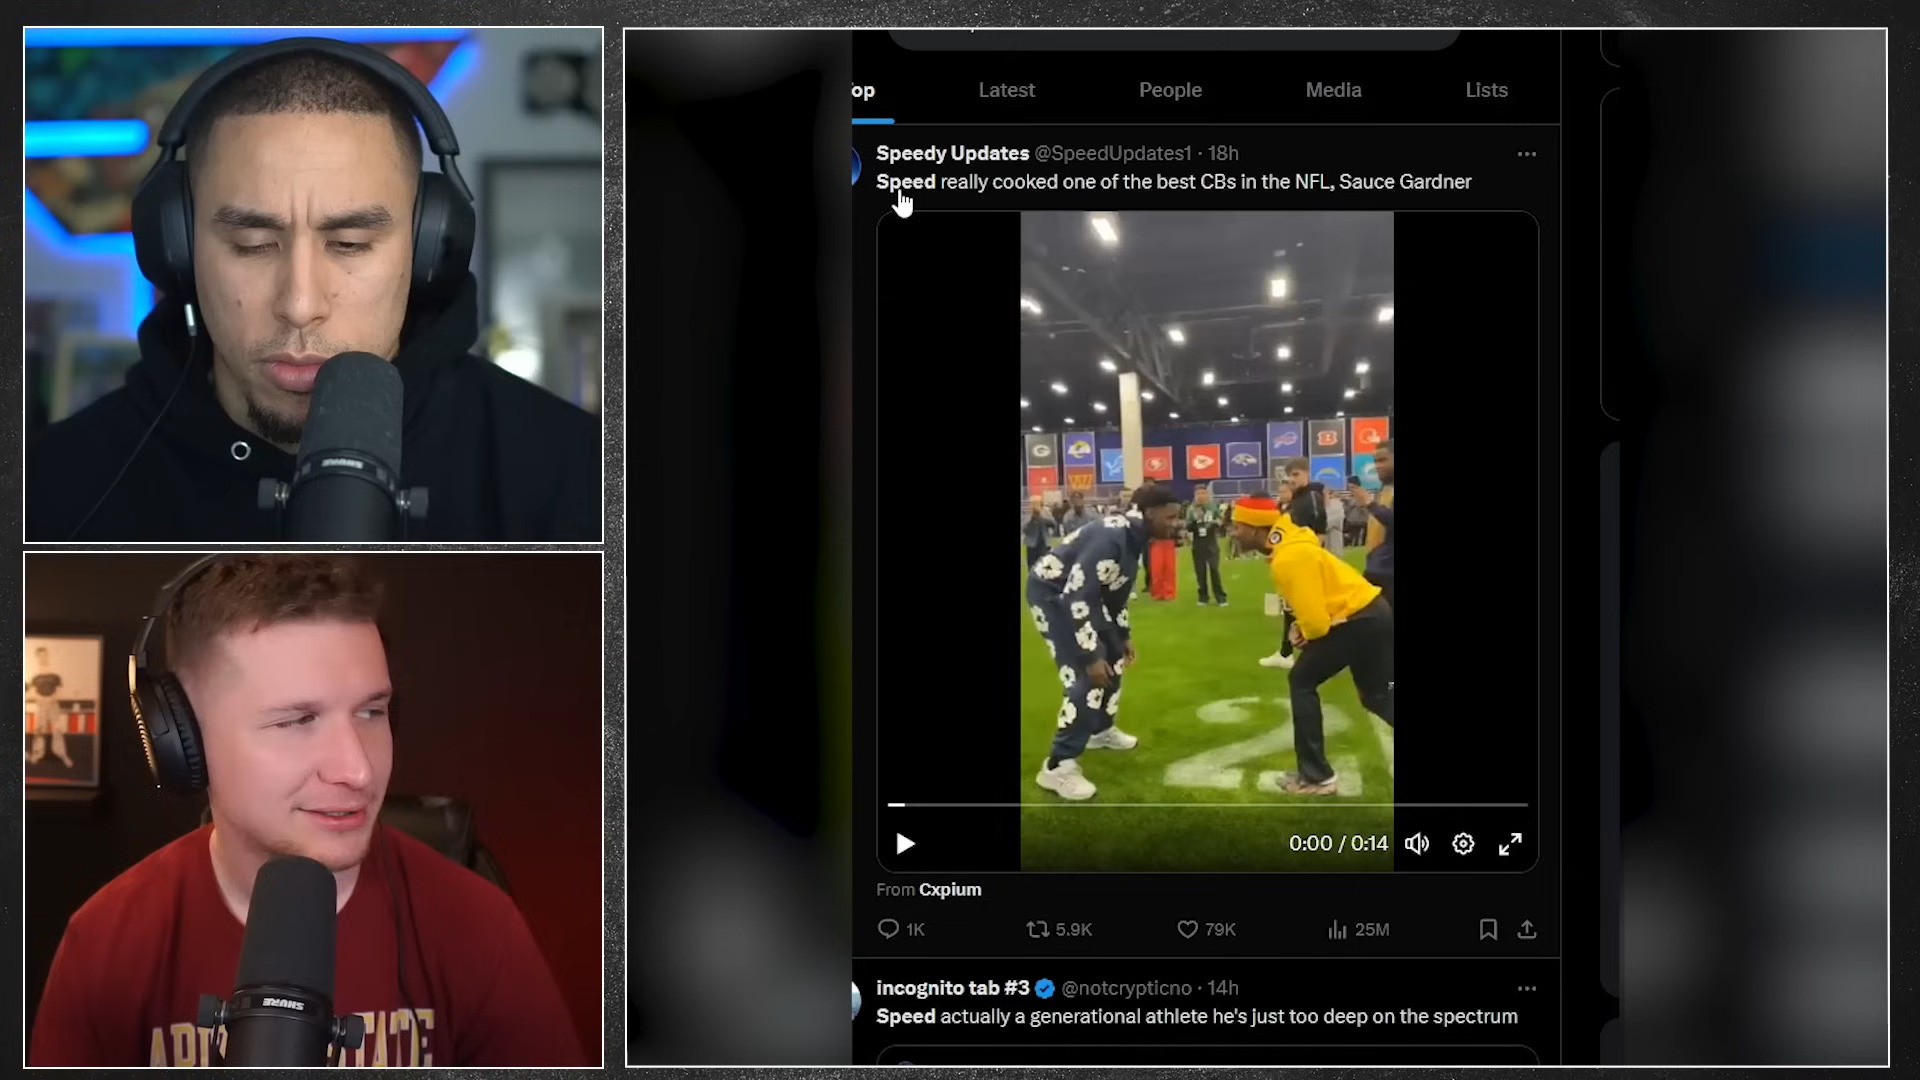 op Latest People Media Lists
Speedy Updates @SpeedUpdates1 · 18h
Speed really cooked one of the best CBs in the NFL, Sauce Gardner
0:00 / 0:14
From Cxpium
1K 5.9K 79K 25M
incognito tab #3 @notcrypticno · 14h
Speed actually a generational athlete he's just too deep on the spectrum
SHURE
SHURE